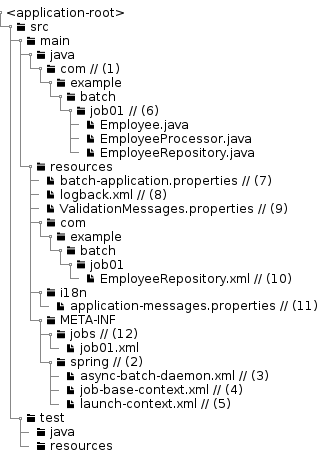 <application-root>
src
main
java
com // (1)
example
batch
job01 // (6)
Employee.java
EmployeeProcessor.java
EmployeeRepository.java
resources
batch-application.properties // (7)
logback.xml // (8)
ValidationMessages.properties // (9)
com
example
batch
job01
EmployeeRepository.xml // (10)
i18n
application-messages.properties // (11)
META-INF
jobs // (12)
job01.xml
spring // (2)
async-batch-daemon.xml // (3)
job-base-context.xml // (4)
launch-context.xml // (5)
test
java
resources